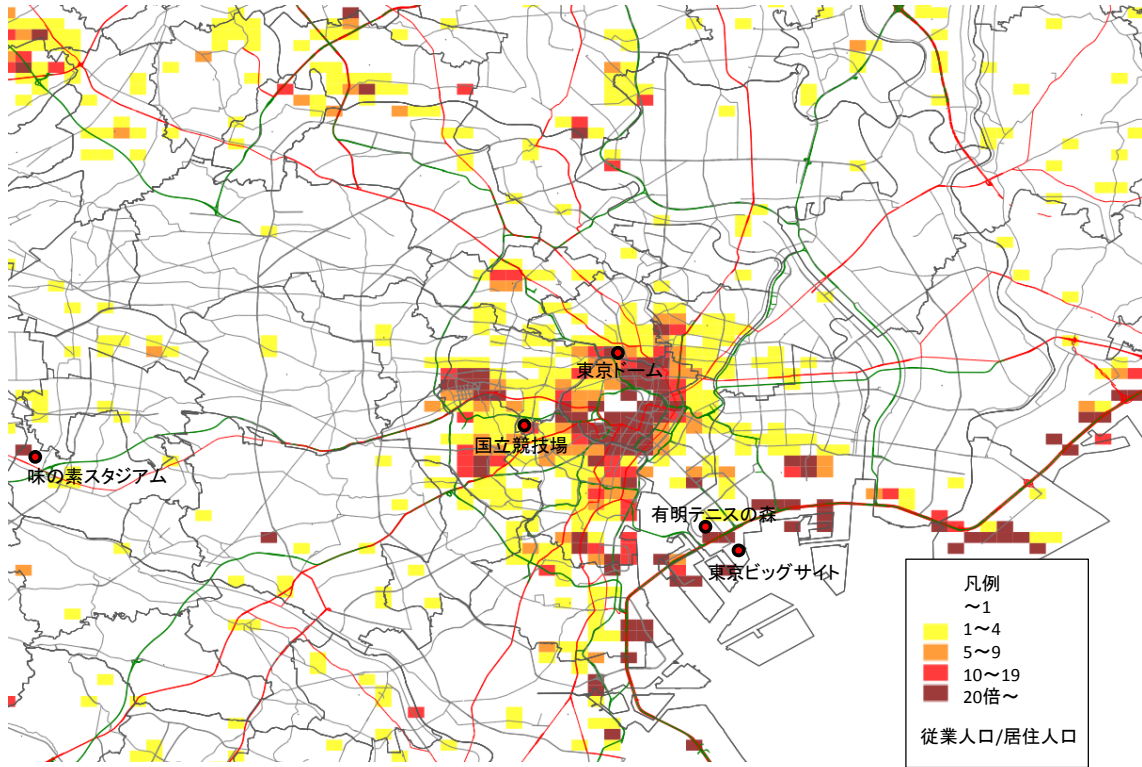 東京ドーム
国立競技場
味の素スタジアム
有明テニスの森
東京ビッグサイト
凡例
～1
1～4
5～9
10～19
20倍～
従業人口/居住人口